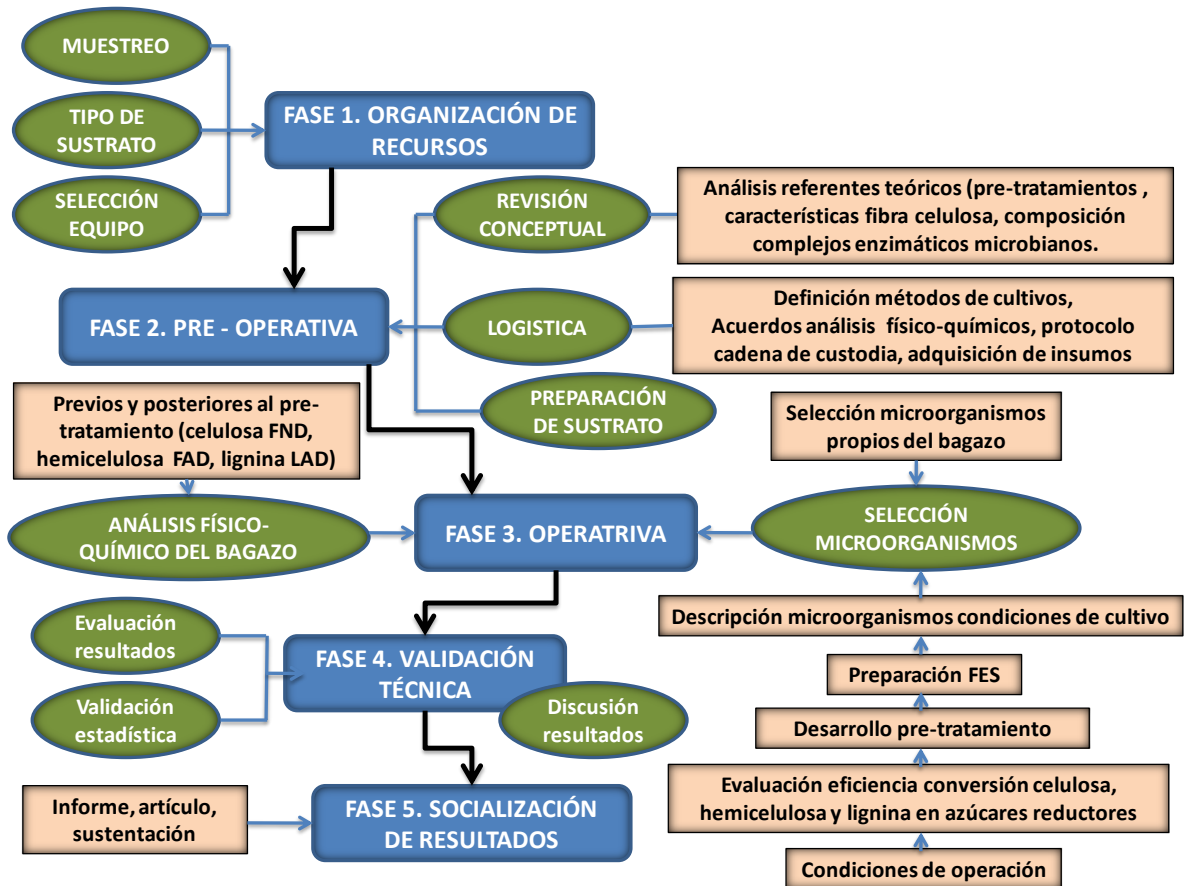 MUESTREO
TIPO DE
SUSTRATO
SELECCIÓN
EQUIPO
FASE 1. ORGANIZACIÓN DE
RECURSOS
REVISIÓN
CONCEPTUAL
Análisis referentes teóricos (pre-tratamientos ,
características fibra celulosa, composición
complejos enzimáticos microbianos.
FASE 2. PRE - OPERATIVA
LOGISTICA
Definición métodos de cultivos,
Acuerdos análisis físico-químicos, protocolo
cadena de custodia, adquisición de insumos
PREPARACIÓN
DE SUSTRATO
Previos y posteriores al pre-
tratamiento (celulosa FND,
hemicelulosa FAD, lignina LAD)
Selección microorganismos
propios del bagazo
ANÁLISIS FÍSICO-
QUÍMICO DEL BAGAZO
FASE 3. OPERATRIVA
SELECCIÓN
MICROORGANISMOS
Descripción microorganismos condiciones de cultivo
Preparación FES
Desarrollo pre-tratamiento
Evaluación eficiencia conversión celulosa,
hemicelulosa y lignina en azúcares reductores
Condiciones de operación
Evaluación
resultados
Validación
estadística
FASE 4. VALIDACIÓN
TÉCNICA
Discusión
resultados
Informe, artículo,
sustentación
FASE 5. SOCIALIZACIÓN
DE RESULTADOS